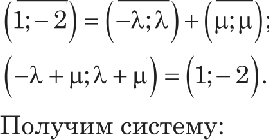 (1; − 2) = (−λ; λ) + (μ; μ);
(−λ + μ; λ + μ) = (1; − 2).
Получим систему: